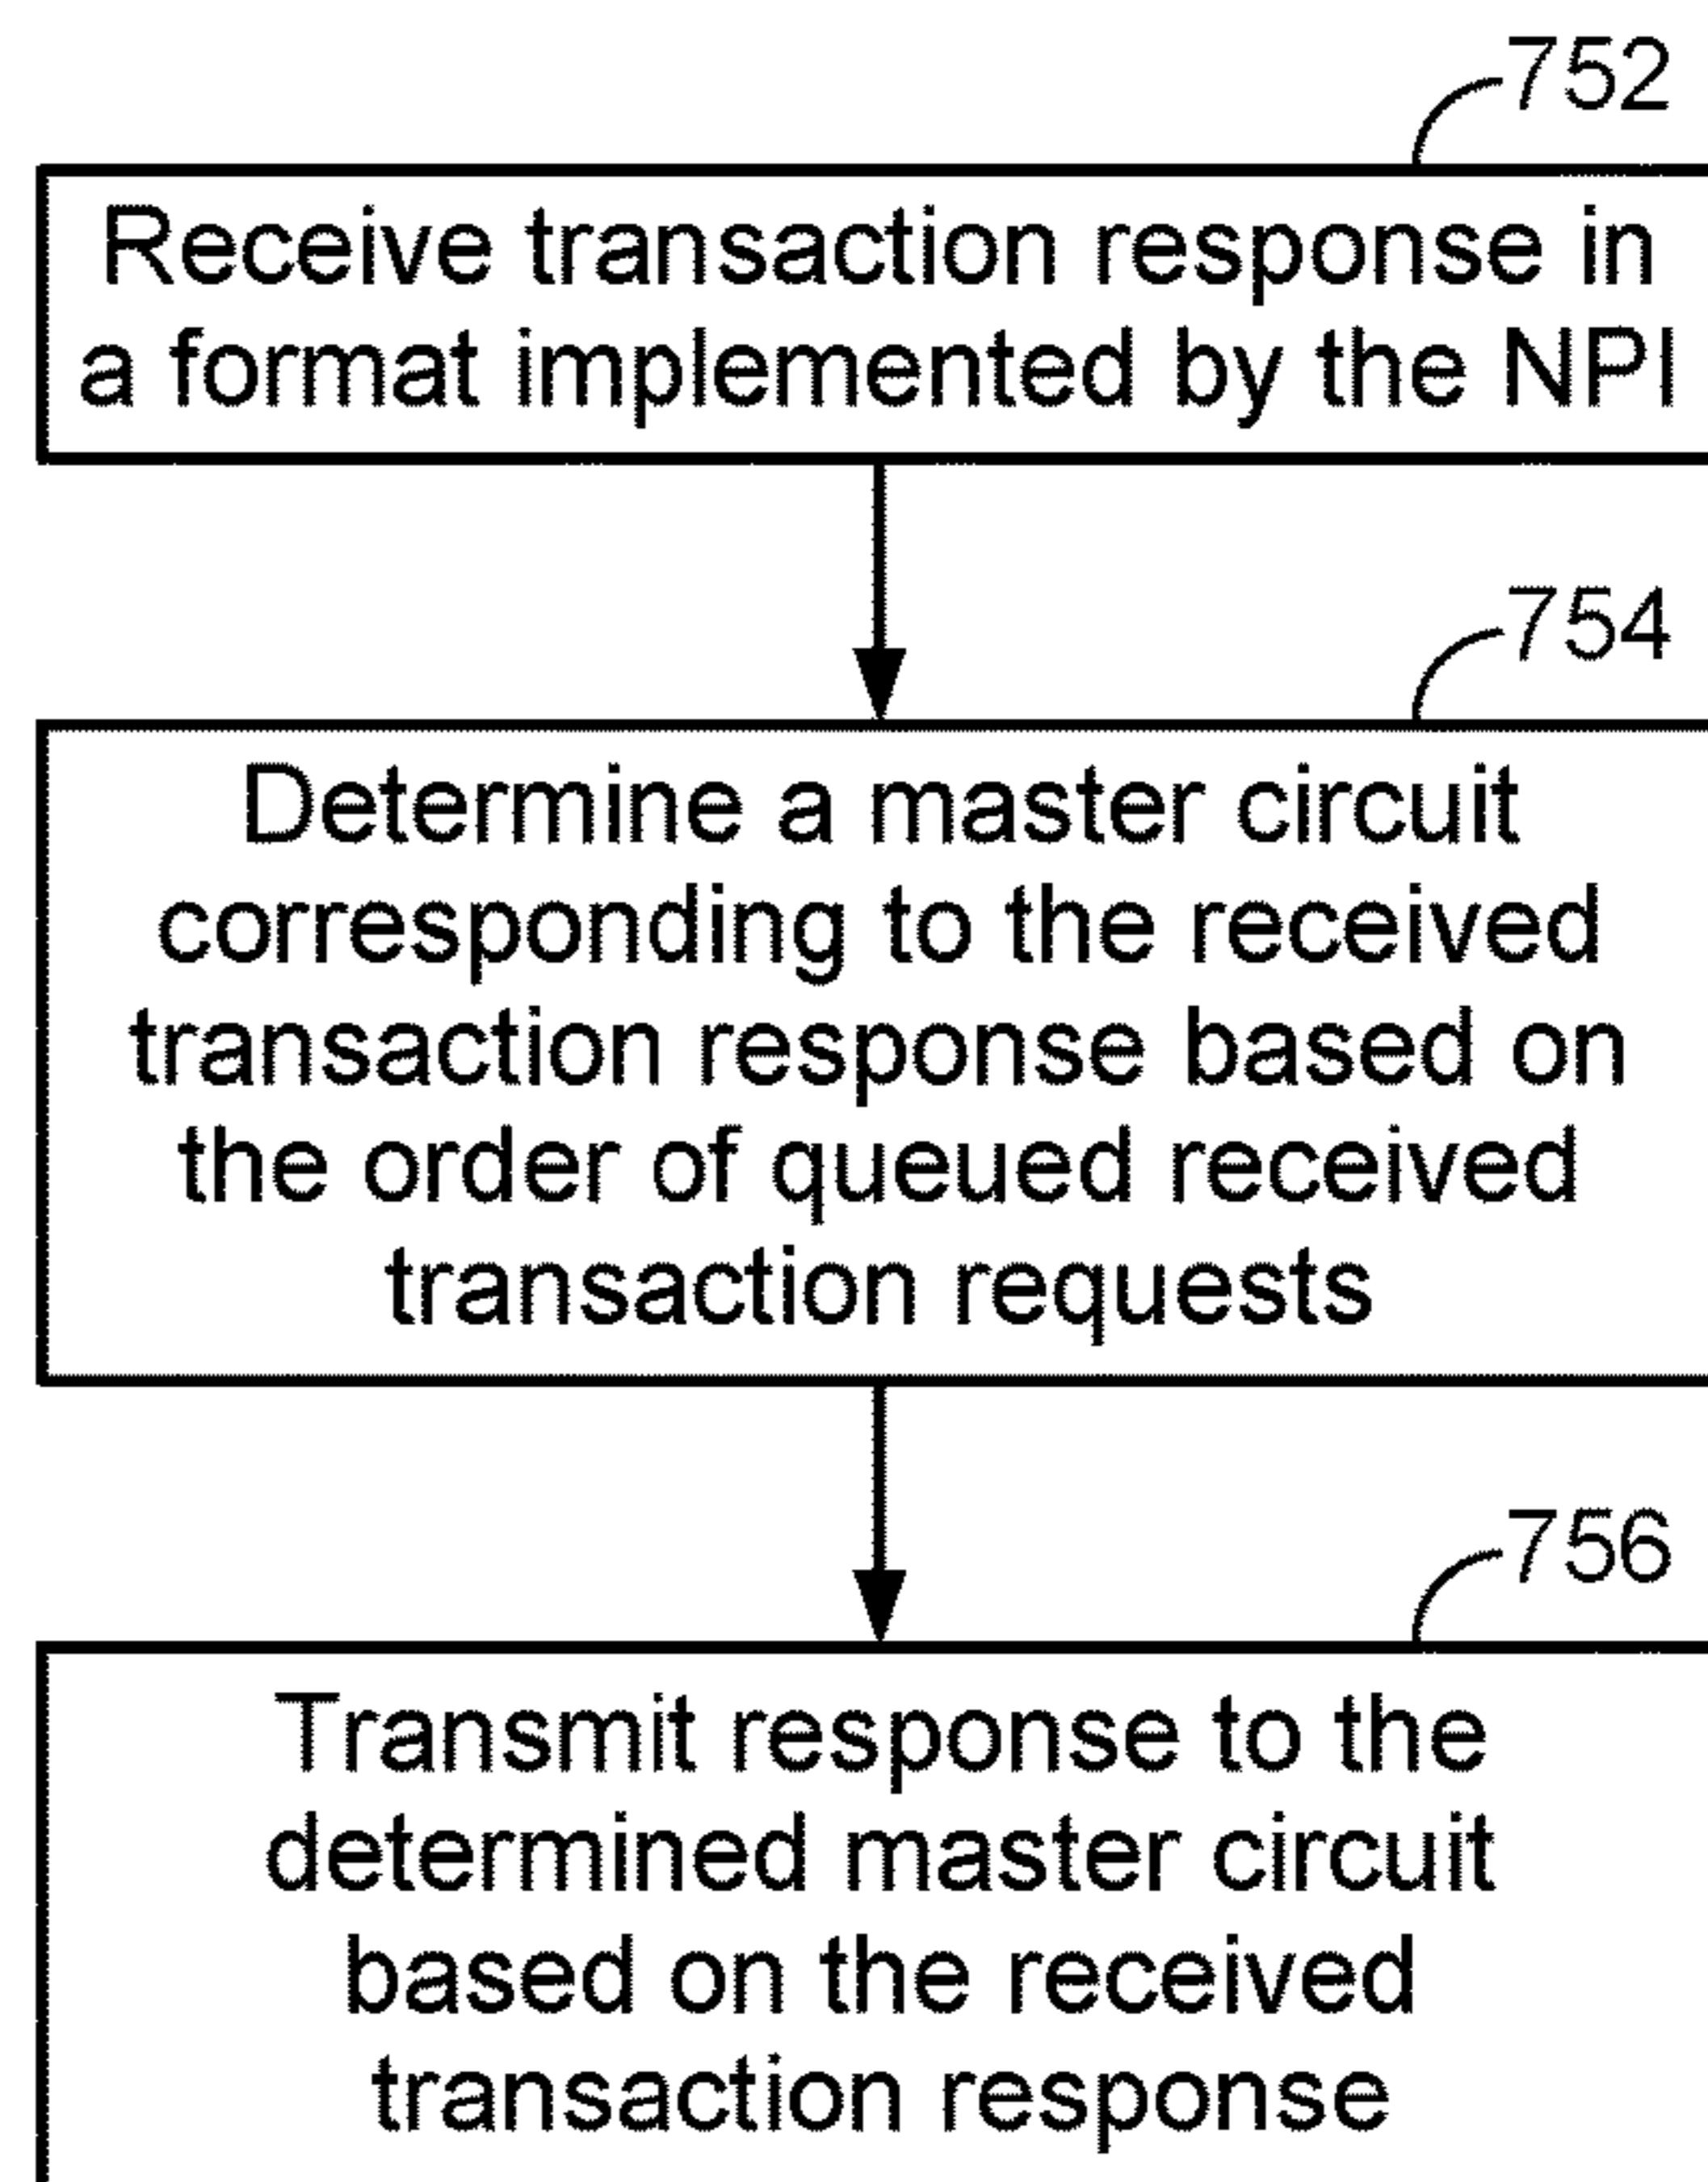 752
Receive transaction response in
a format implemented by the NPI
754
Determine a master circuit
corresponding to the received
transaction response based on
the order of queued received
transaction requests
756
Transmit response to the
determined master circuit
based on the received
transaction response